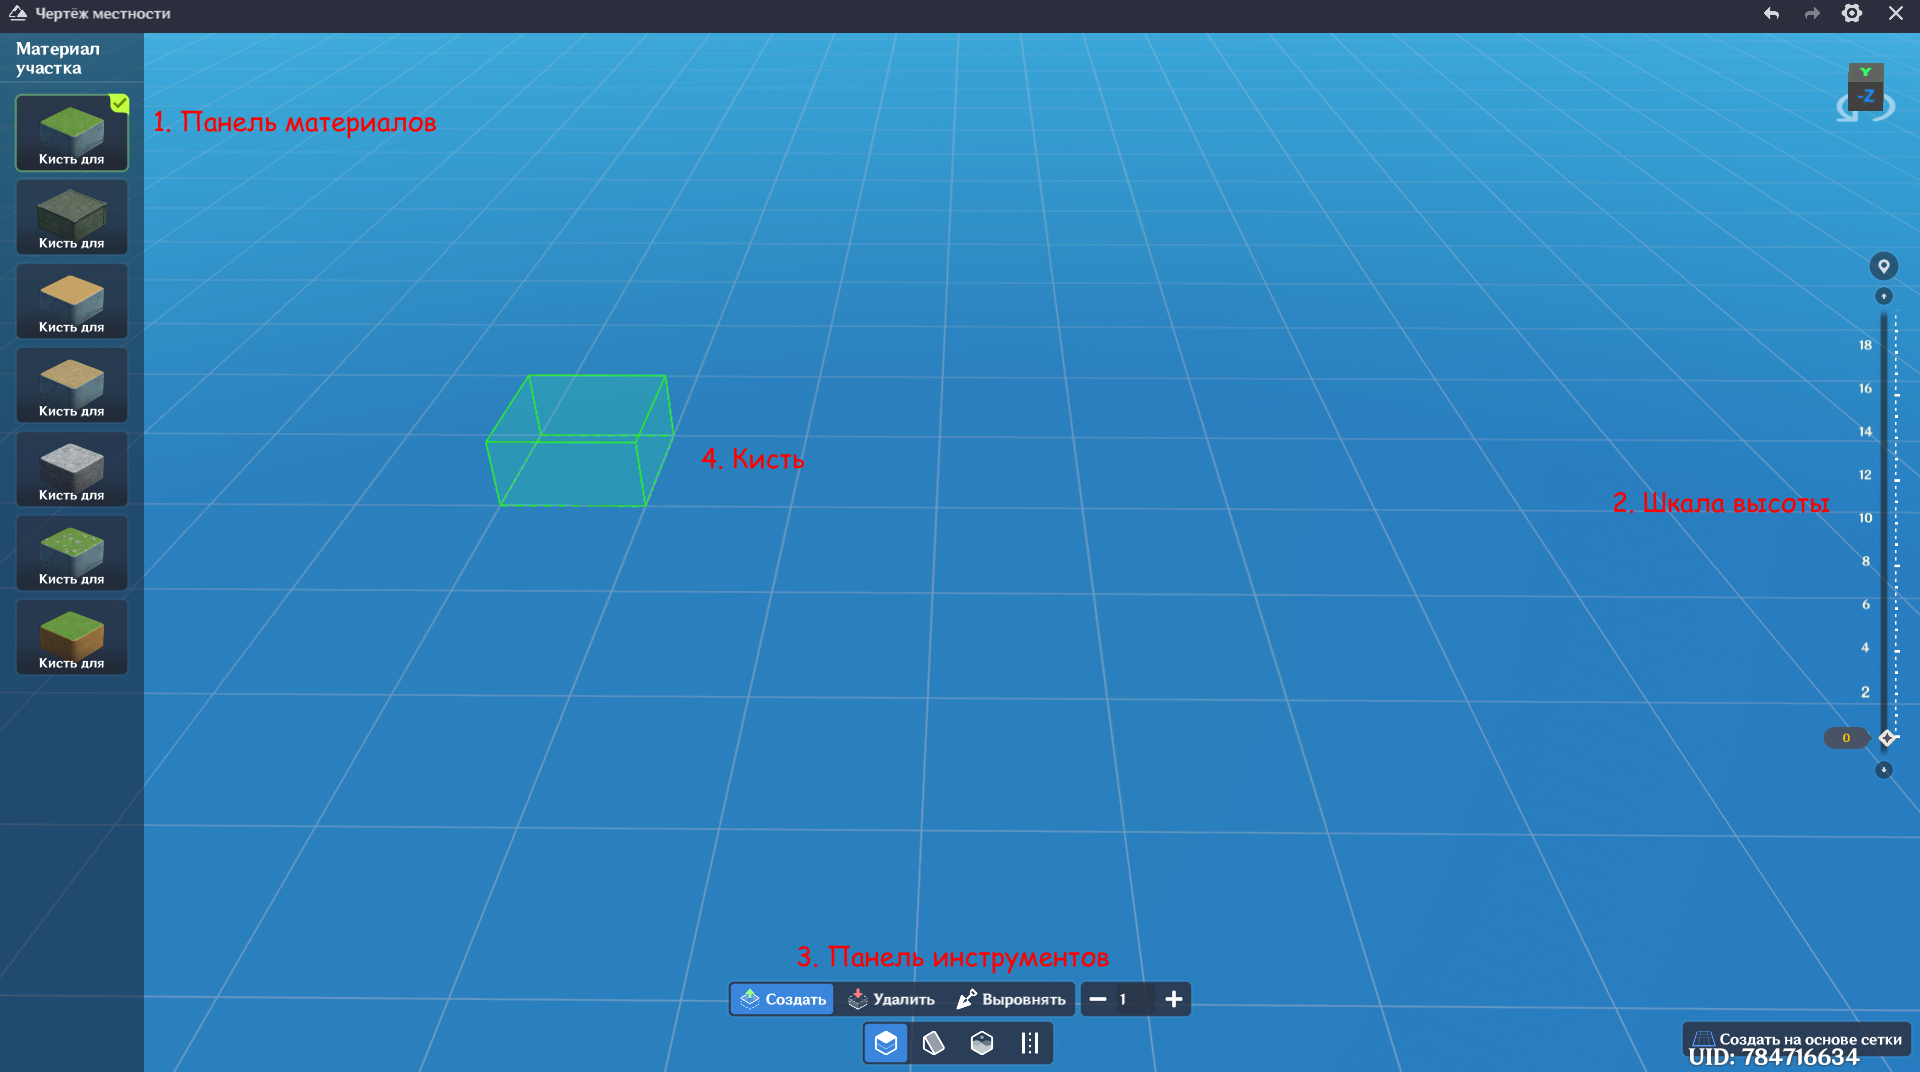 Чертёж местности
Материал
участка
Кисть для
Кисть для
Кисть для
Кисть для
Кисть для
Кисть для
Кисть для
1. Панель материалов
Y
-Z
4. Кисть
2. Шкала высоты
18
16
14
12
10
8
6
4
2
0
3. Панель инструментов
Создать Удалить Выровнять 1
Создать на основе сетки
UID: 784716634